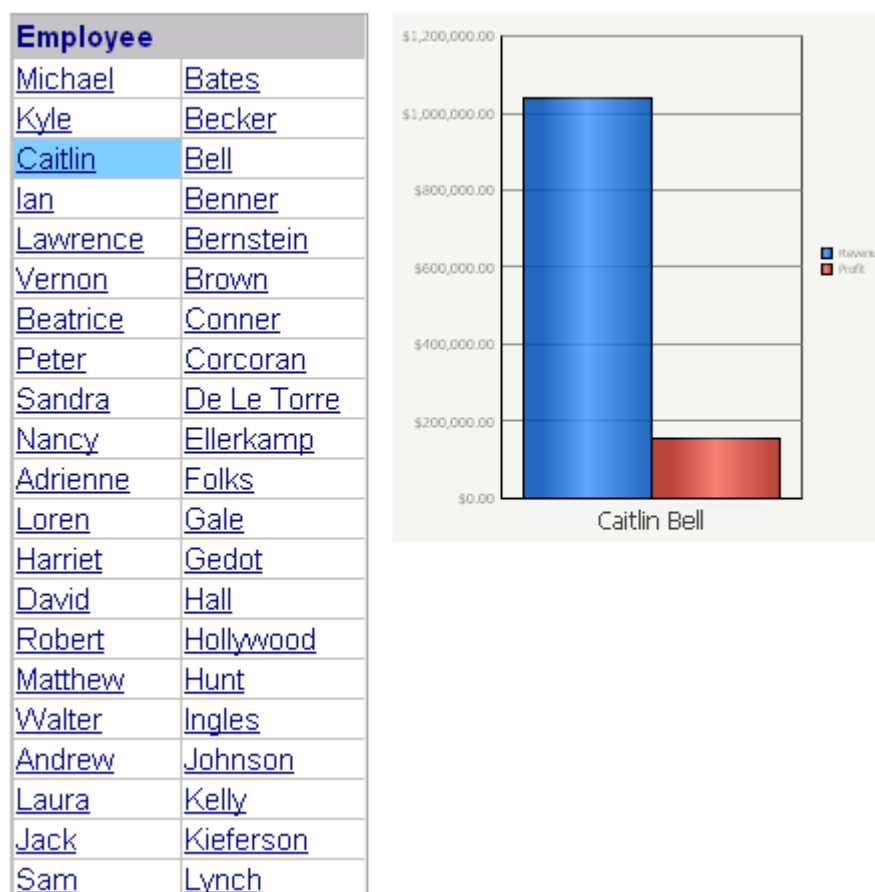 Employee
Michael Bates
Kyle Becker
Caitlin Bell
Ian Benner
Lawrence Bernstein
Vernon Brown
Beatrice Conner
Peter Corcoran
Sandra De Le Torre
Nancy Ellerkamp
Adrienne Folks
Loren Gale
Harriet Gedot
David Hall
Robert Hollywood
Matthew Hunt
Walter Ingles
Andrew Johnson
Laura Kelly
Jack Kieferson
Sam Lynch
$1,200,000.00
$1,000,000.00
$800,000.00
$600,000.00
$400,000.00
$200,000.00
$0.00
Caitlin Bell
Revenu
Profit